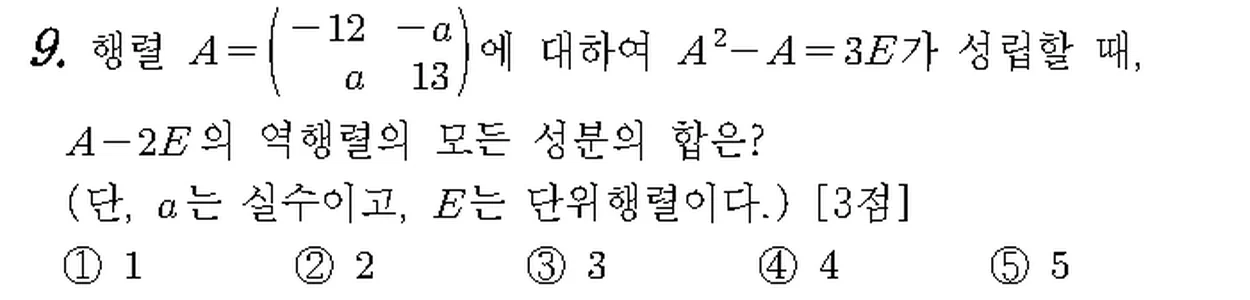 9. 행렬 A=(-12 -a
a 13)에 대하여 A²-A=3E가 성립할 때,
A-2E의 역행렬의 모든 성분의 합은?
(단, a는 실수이고, E는 단위행렬이다.) [3점]
① 1 ② 2 ③ 3 ④ 4 ⑤ 5